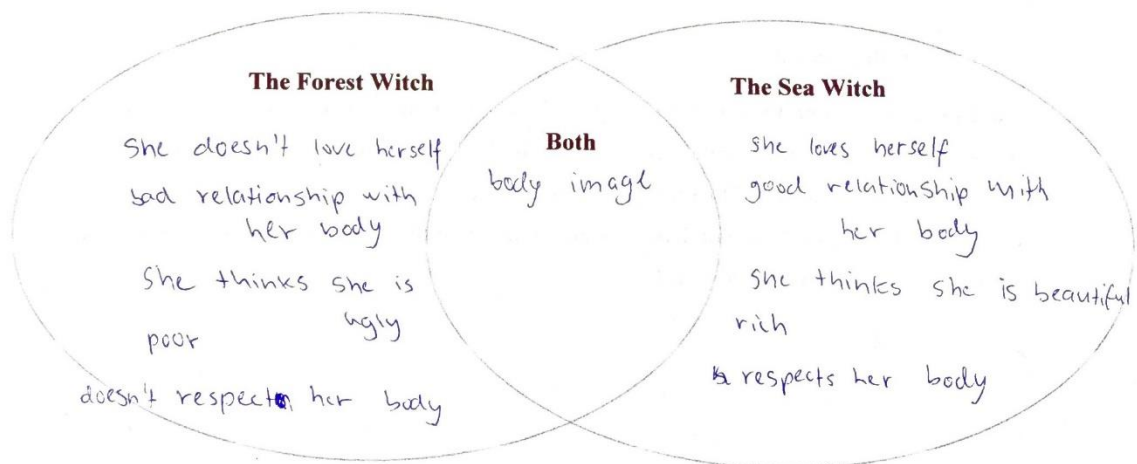 The Forest Witch
She doesn't love herself
bad relationship with
her body
She thinks she is
ugly
poor
doesn't respect her body
Both
body image
The Sea Witch
she loves herself
good relationship with
her body
she thinks she is beautiful
rich
respects her body